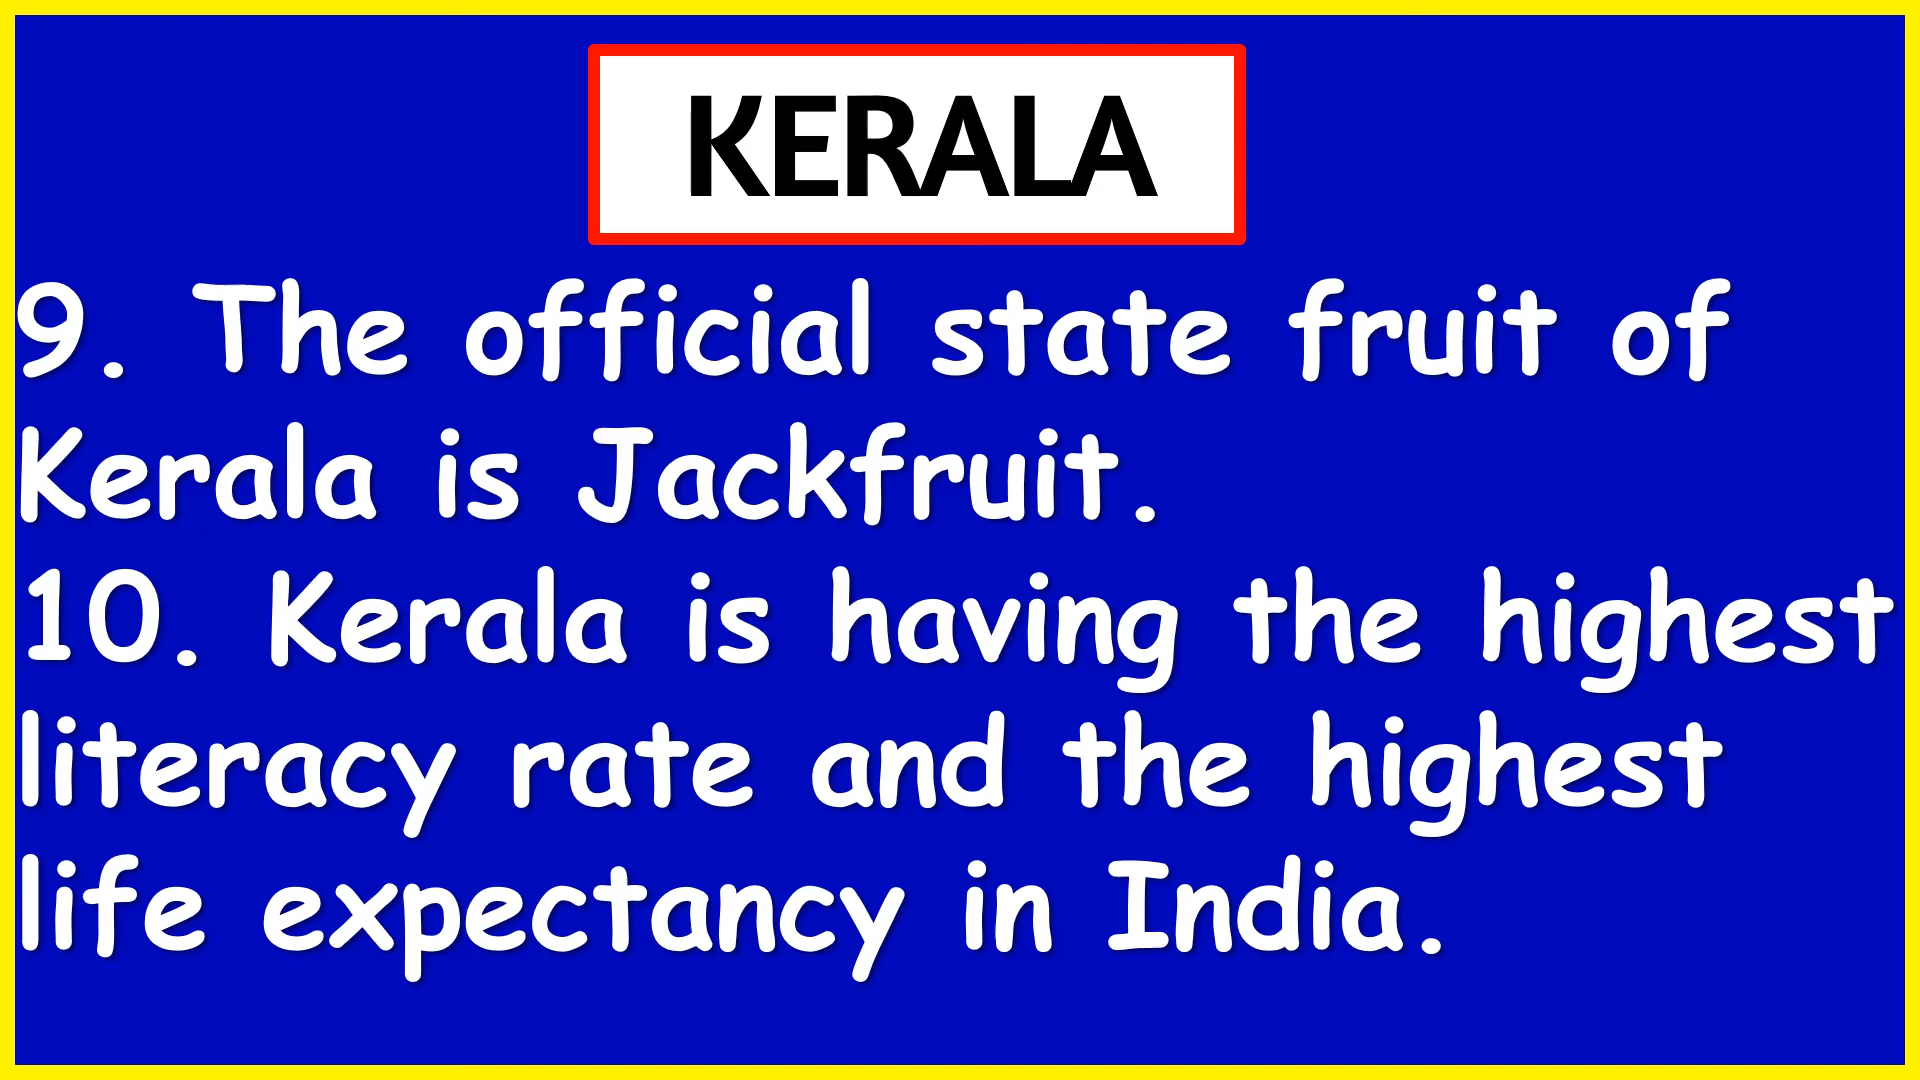 KERALA
9. The official state fruit of
Kerala is Jackfruit.
10. Kerala is having the highest
literacy rate and the highest
life expectancy in India.